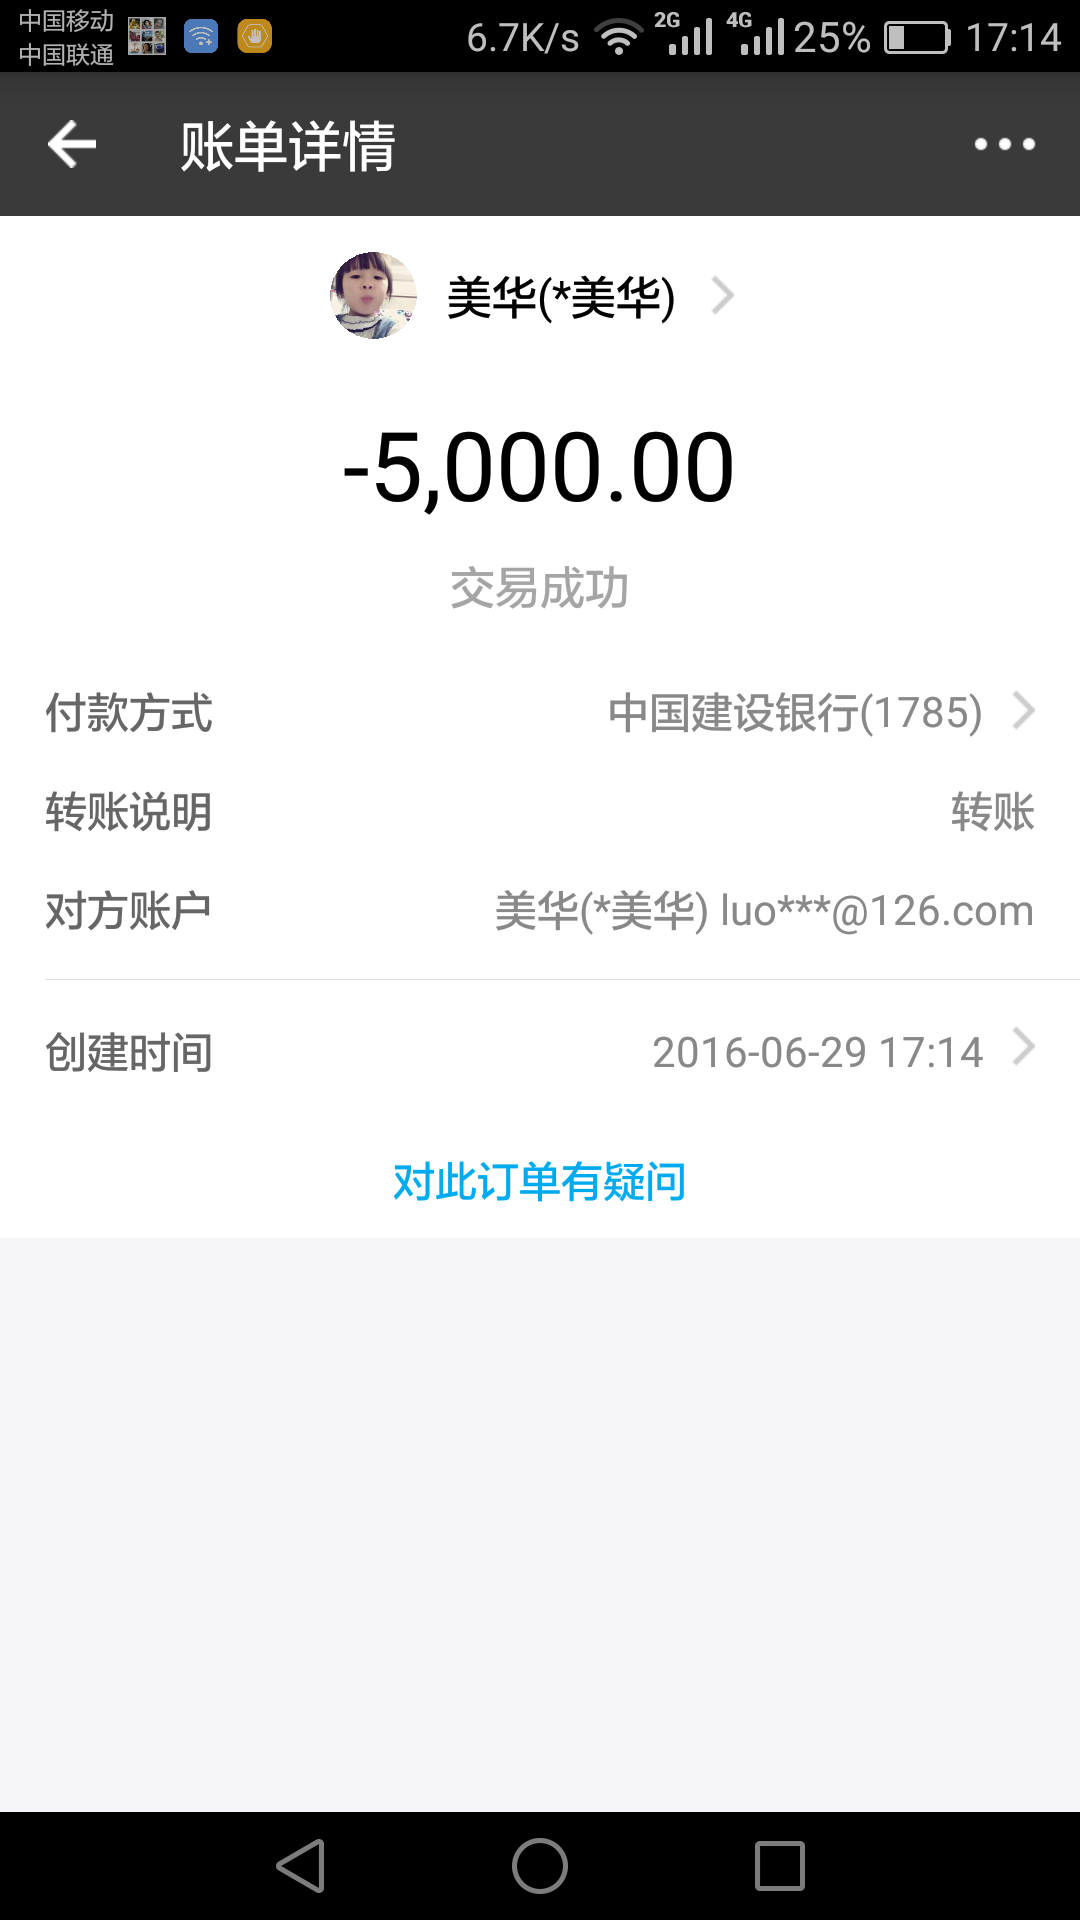 中国移动
中国联通
6.7K/s 2G 4G 25% 17:14
账单详情
美华(*美华)
-5,000.00
交易成功
付款方式 中国建设银行(1785)
转账说明 转账
对方账户 美华(*美华) luo***@126.com
创建时间 2016-06-29 17:14
对此订单有疑问